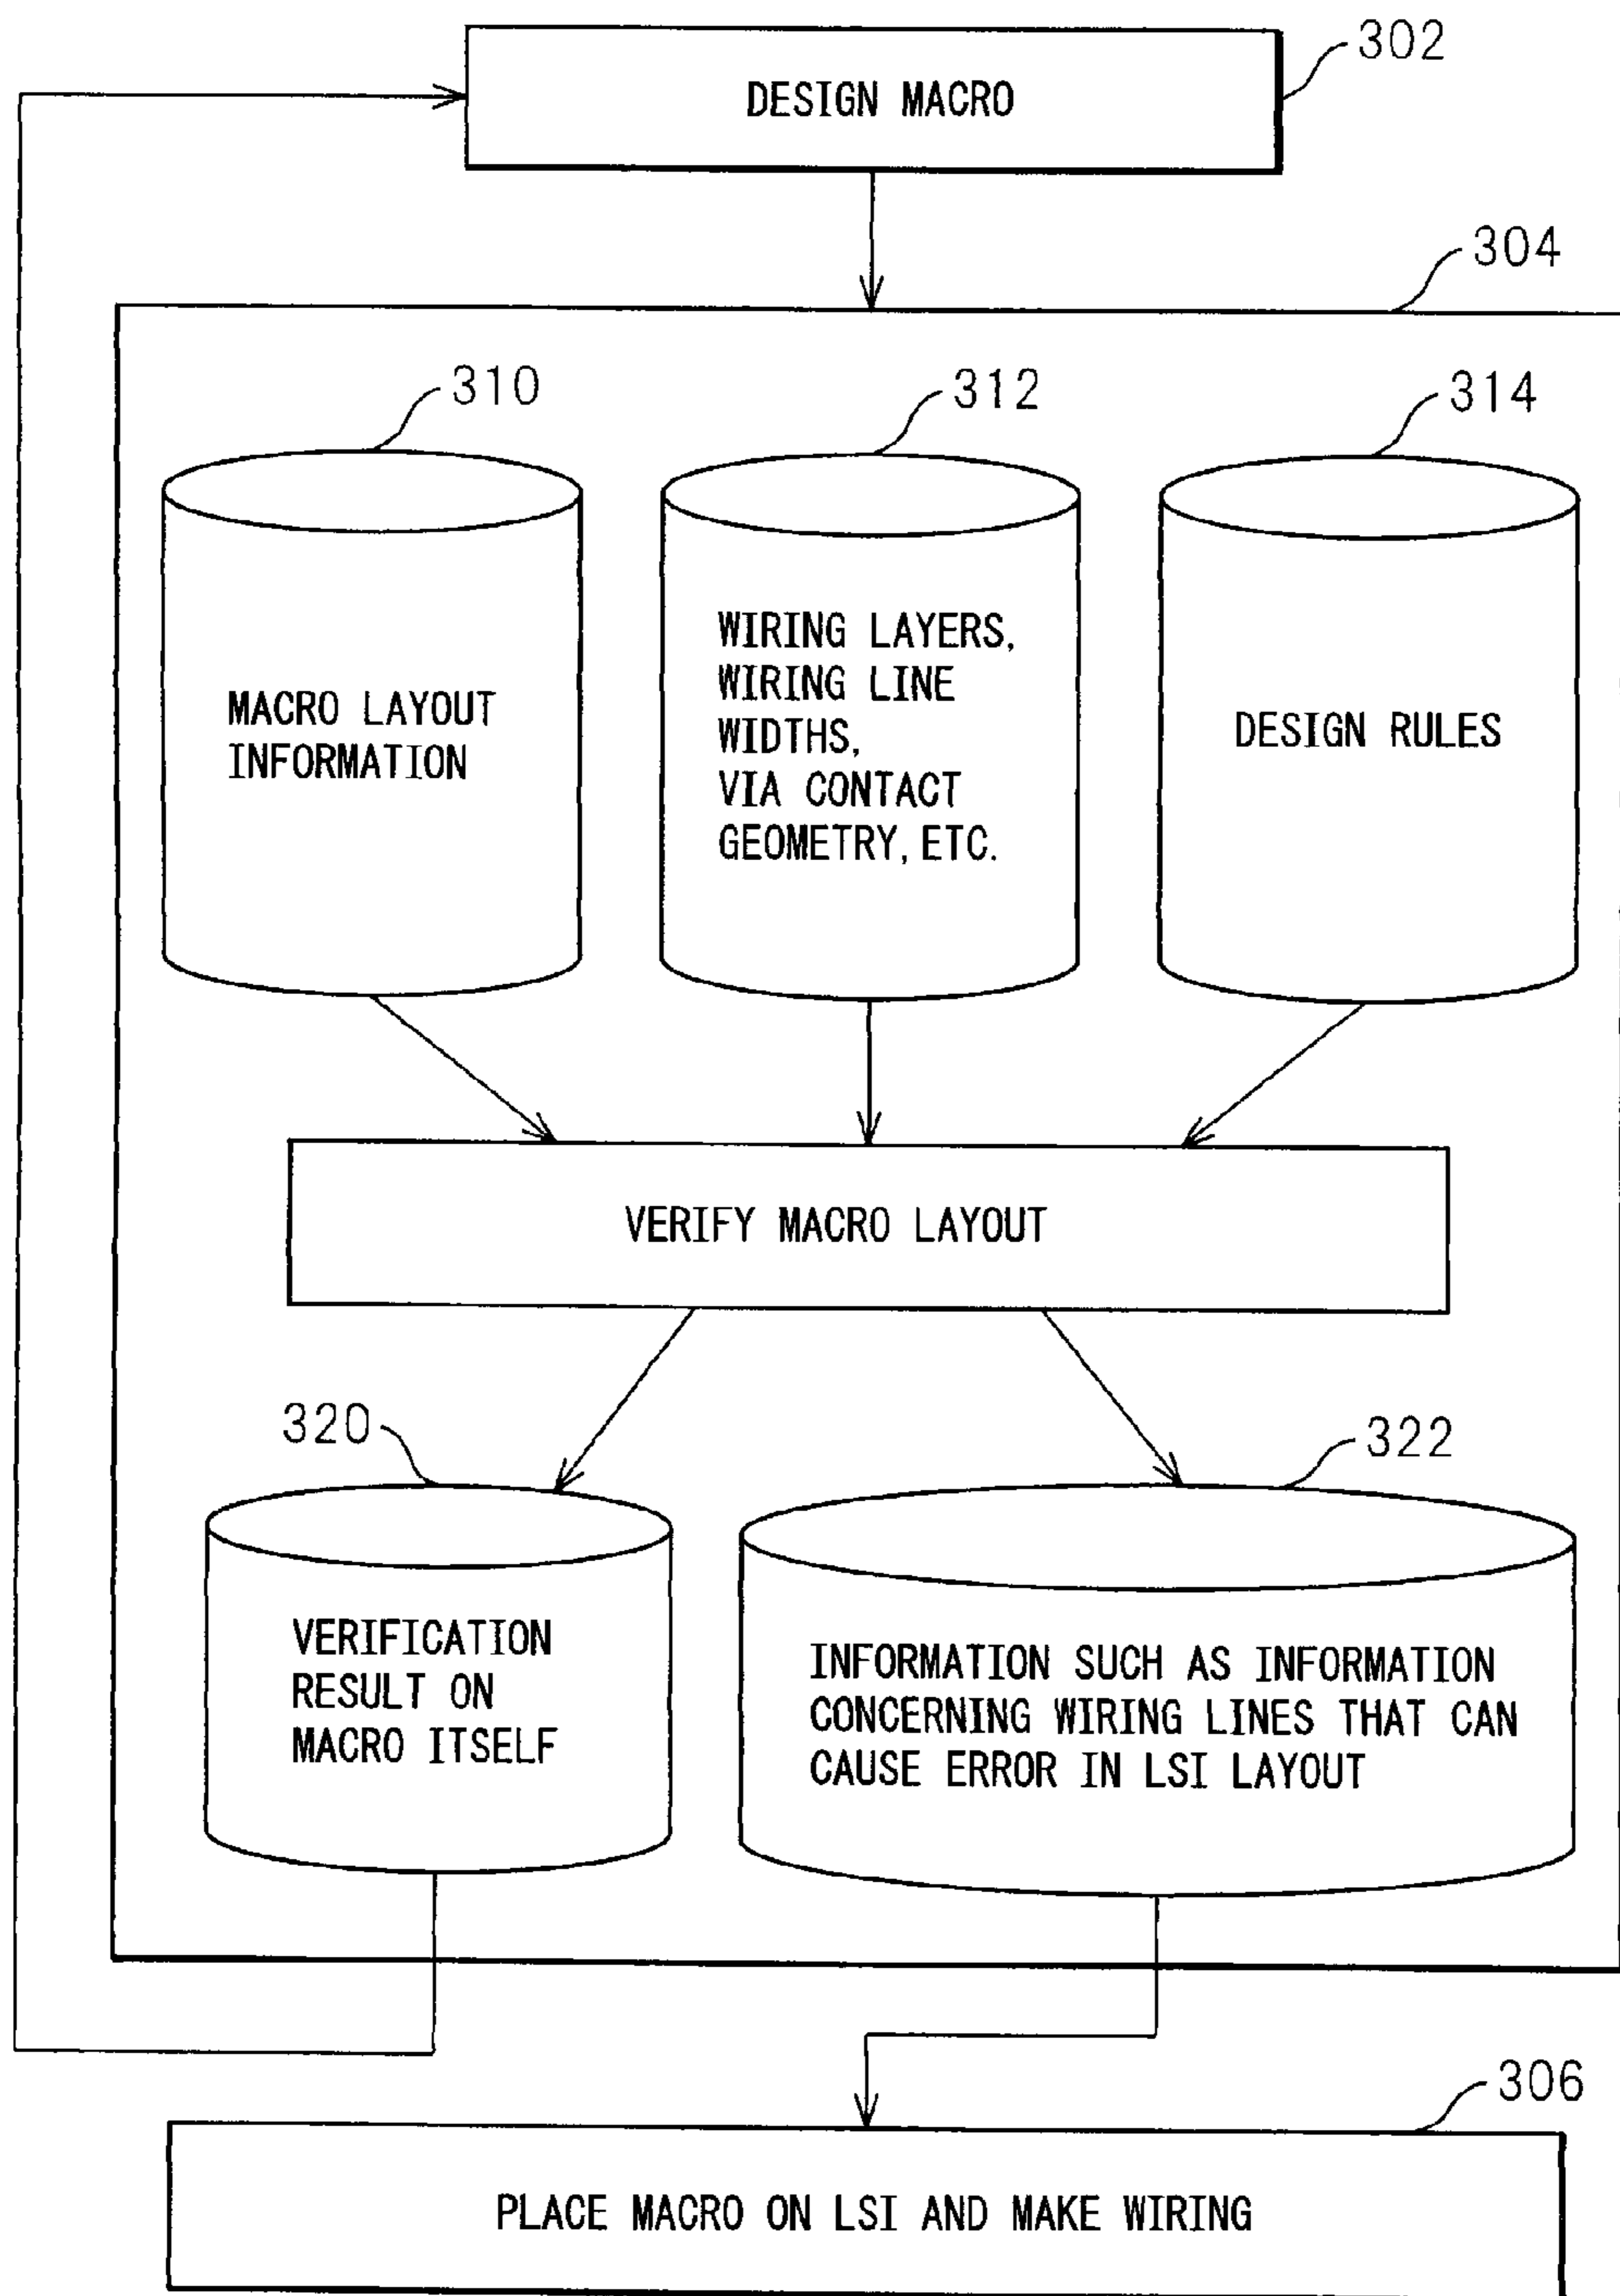 302
DESIGN MACRO
304
310
312
314
MACRO LAYOUT
INFORMATION
WIRING LAYERS,
WIRING LINE
WIDTHS,
VIA CONTACT
GEOMETRY, ETC.
DESIGN RULES
VERIFY MACRO LAYOUT
320
322
VERIFICATION
RESULT ON
MACRO ITSELF
INFORMATION SUCH AS INFORMATION
CONCERNING WIRING LINES THAT CAN
CAUSE ERROR IN LSI LAYOUT
306
PLACE MACRO ON LSI AND MAKE WIRING